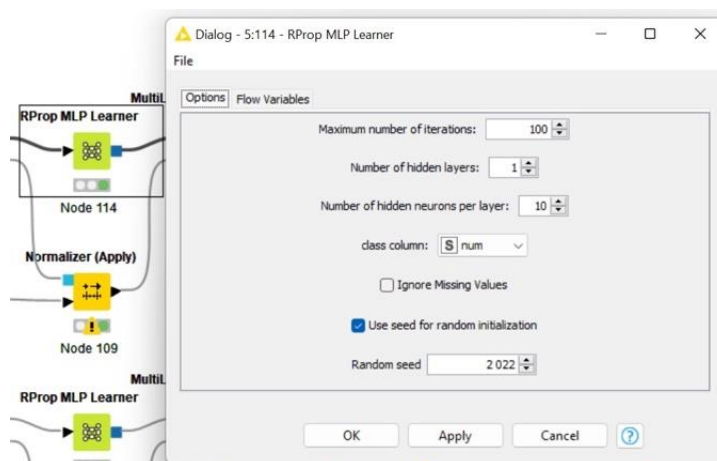 Dialog - 5:114 - RProp MLP Learner
File
Options Flow Variables
Maximum number of iterations: 100
Number of hidden layers: 1
Number of hidden neurons per layer: 10
class column: S num
Ignore Missing Values
Use seed for random initialization
Random seed 2 022
OK Apply Cancel ?
MultiL
RProp MLP Learner
Node 114
Normalizer (Apply)
Node 109
MultiL
RProp MLP Learner